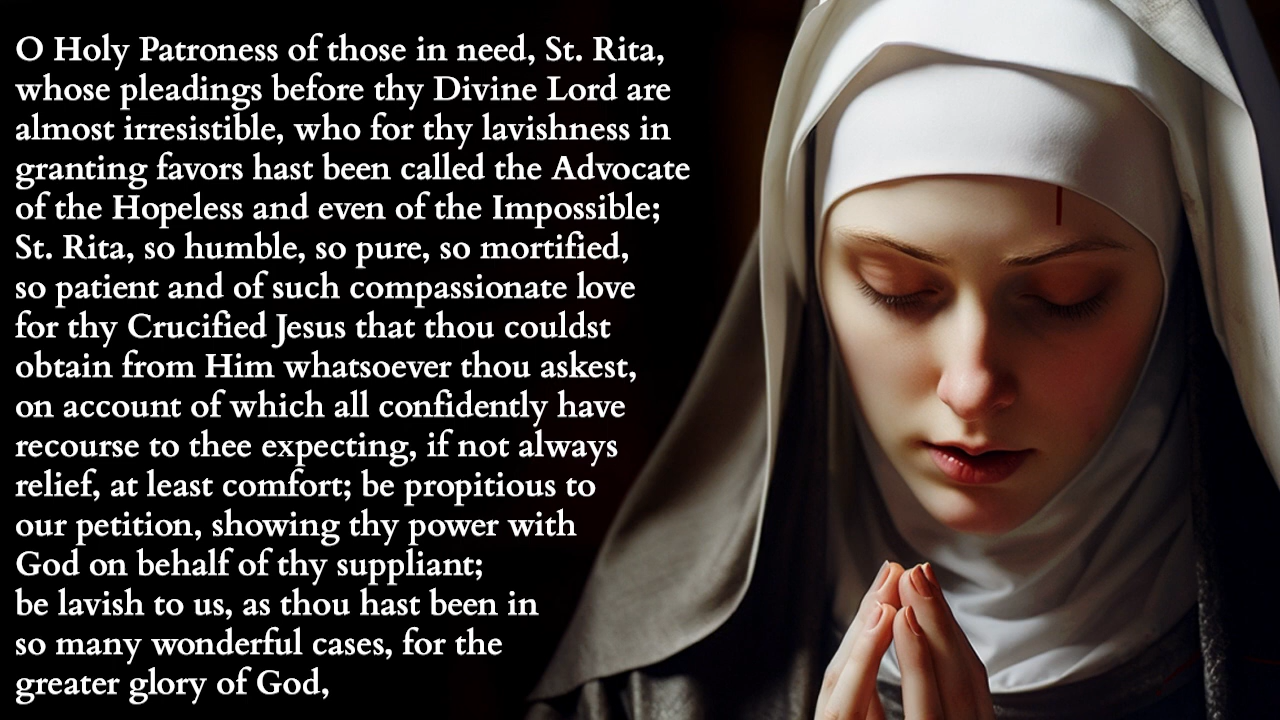 O Holy Patroness of those in need, St. Rita,
whose pleadings before thy Divine Lord are
almost irresistible, who for thy lavishness in
granting favors hast been called the Advocate
of the Hopeless and even of the Impossible;
St. Rita, so humble, so pure, so mortified,
so patient and of such compassionate love
for thy Crucified Jesus that thou couldst
obtain from Him whatsoever thou askest,
on account of which all confidently have
recourse to thee expecting, if not always
relief, at least comfort; be propitious to
our petition, showing thy power with
God on behalf of thy suppliant;
be lavish to us, as thou hast been in
so many wonderful cases, for the
greater glory of God,